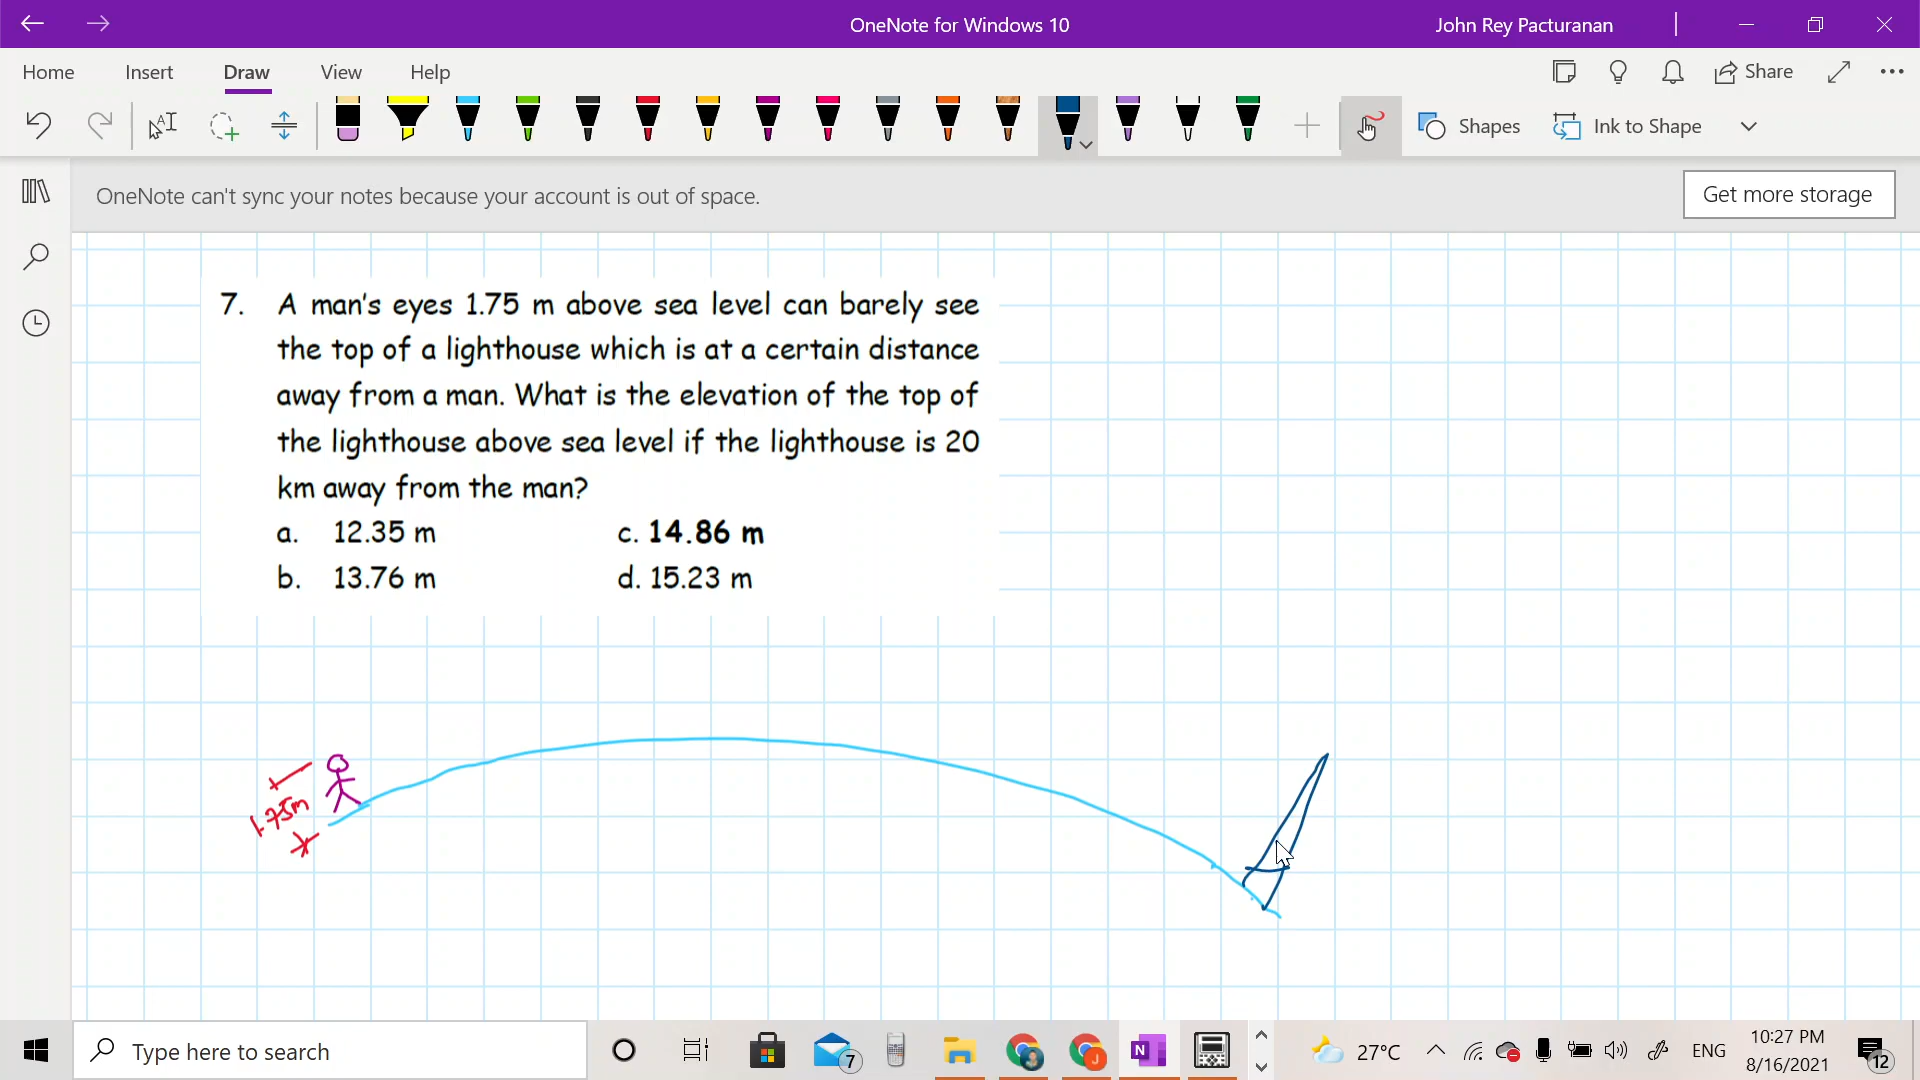 OneNote for Windows 10
John Rey Pacturanan
Home Insert Draw View Help
Share
Shapes Ink to Shape
OneNote can't sync your notes because your account is out of space.
Get more storage
7. A man's eyes 1.75 m above sea level can barely see
the top of a lighthouse which is at a certain distance
away from a man. What is the elevation of the top of
the lighthouse above sea level if the lighthouse is 20
km away from the man?
a. 12.35 m c. 14.86 m
b. 13.76 m d. 15.23 m
1.75m
Type here to search
7
N
J
27°C
ENG
10:27 PM
8/16/2021
12